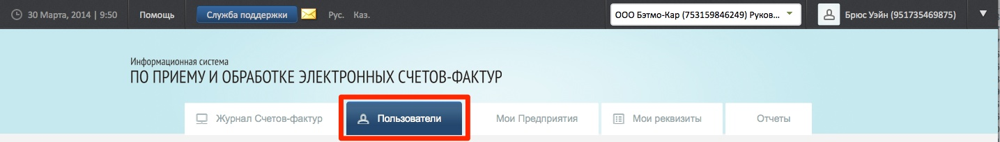 30 Марта, 2014 | 9:50 Помощь Служба поддержки Рус. Каз. ООО Бэтмо-Кар (753159846249) Руков... Брюс Уэйн (951735469875)
Информационная система
ПО ПРИЕМУ И ОБРАБОТКЕ ЭЛЕКТРОННЫХ СЧЕТОВ-ФАКТУР
Журнал Счетов-фактур Пользователи Мои Предприятия Мои реквизиты Отчеты